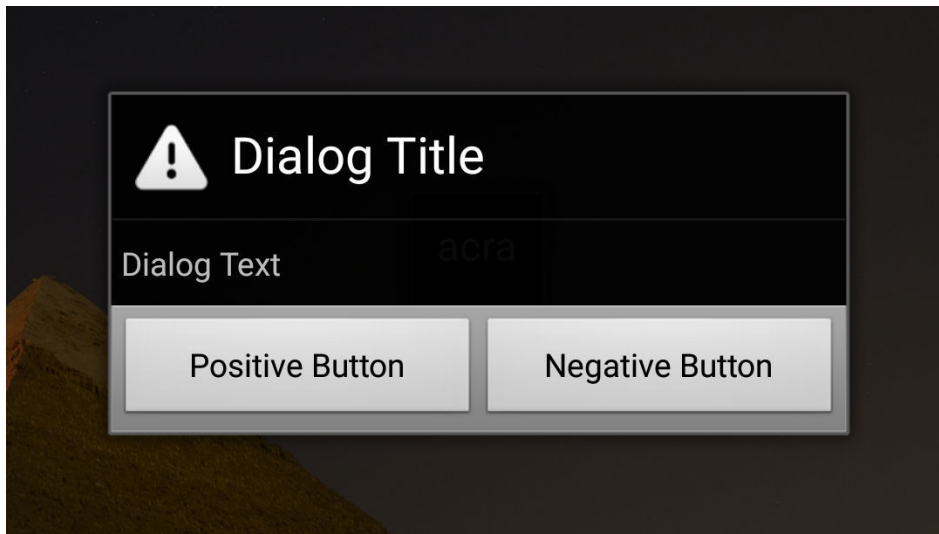 Dialog Title
acra
Dialog Text
Positive Button
Negative Button